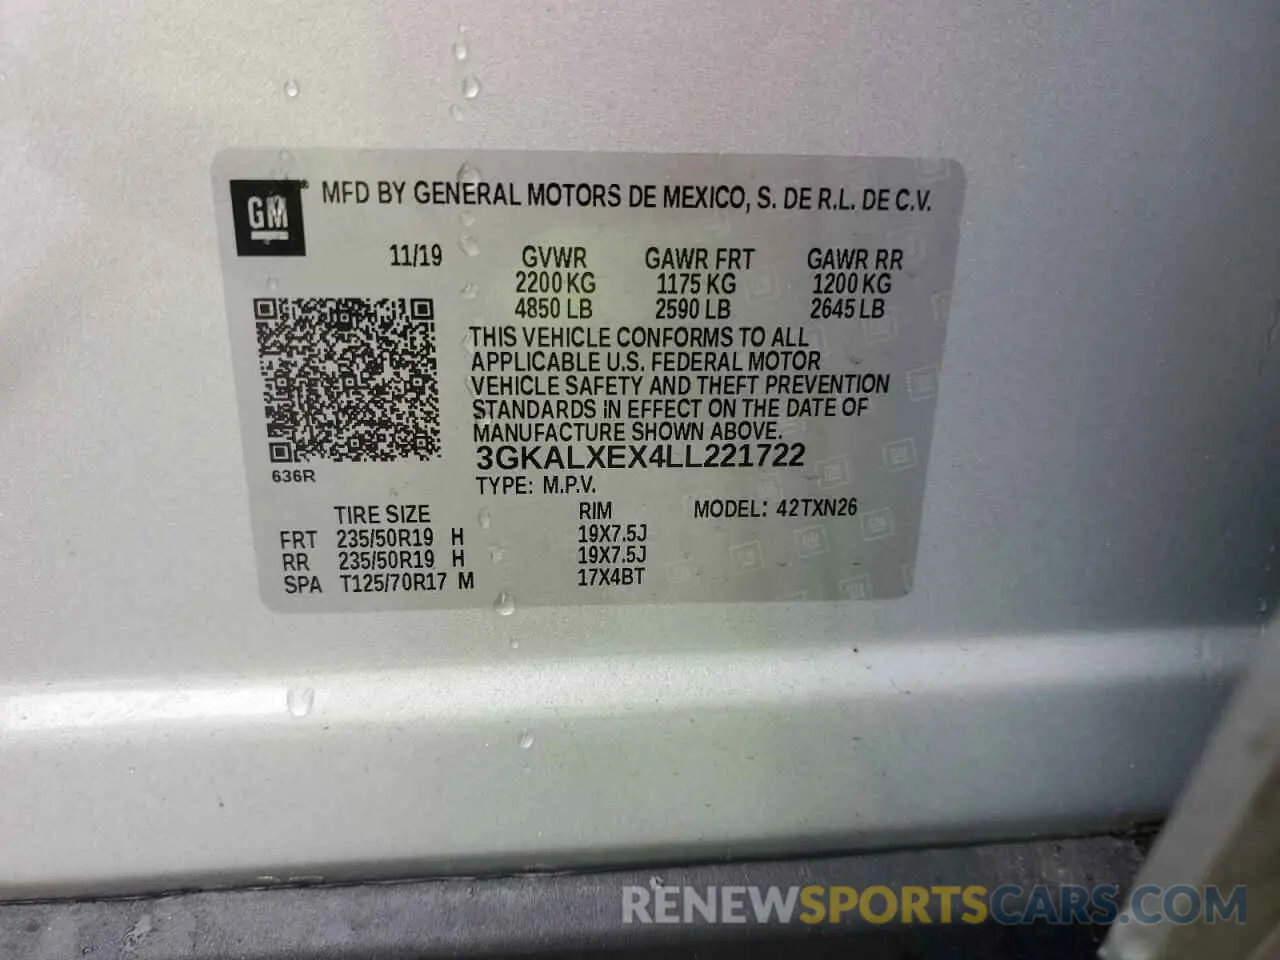 GM® MFD BY GENERAL MOTORS DE MEXICO, S. DE R.L. DE C.V.
11/19 GVWR GAWR FRT GAWR RR
2200 KG 1175 KG 1200 KG
4850 LB 2590 LB 2645 LB
THIS VEHICLE CONFORMS TO ALL
APPLICABLE U.S. FEDERAL MOTOR
VEHICLE SAFETY AND THEFT PREVENTION
STANDARDS IN EFFECT ON THE DATE OF
MANUFACTURE SHOWN ABOVE.
636R 3GKALXEX4LL221722
TYPE: M.P.V.
TIRE SIZE RIM MODEL: 42TXN26
FRT 235/50R19 H 19X7.5J
RR 235/50R19 H 19X7.5J
SPA T125/70R17 M 17X4BT
RENEWSPORTSCARS.COM